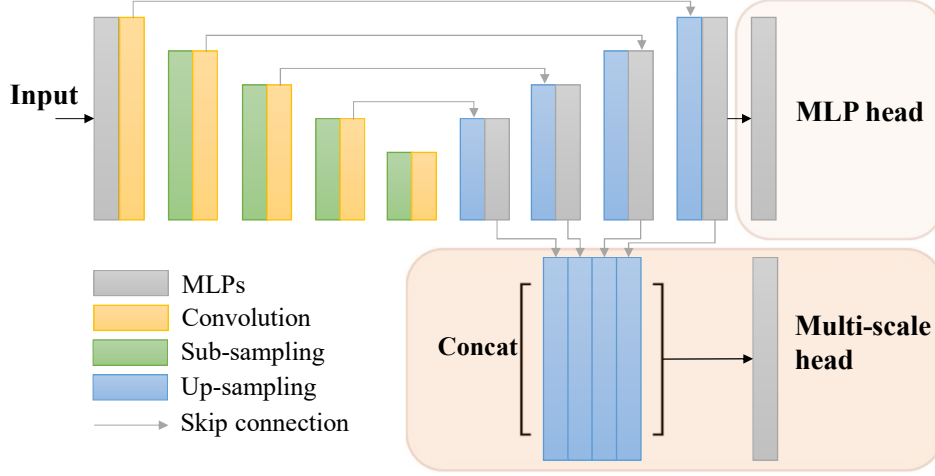 Input
MLP head
MLPs
Convolution
Sub-sampling
Up-sampling
Skip connection
Concat
Multi-scale
head